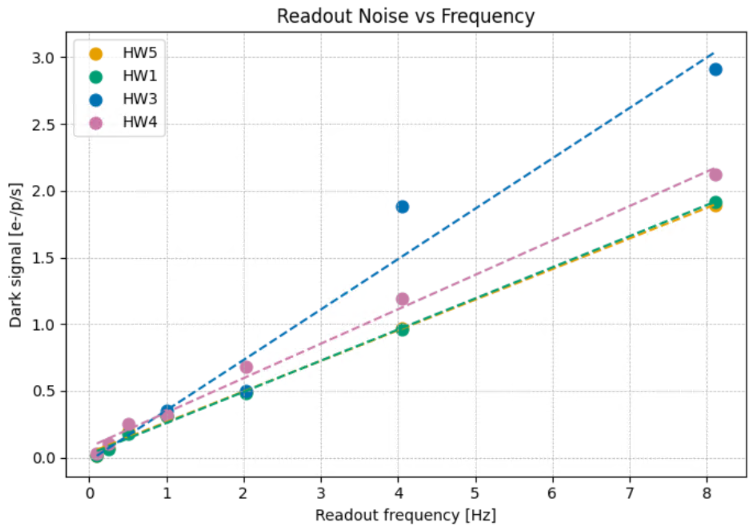 Readout Noise vs Frequency
HW5
HW1
HW3
HW4
3.0
2.5
2.0
1.5
1.0
0.5
0.0
Dark signal [e-/p/s]
0 1 2 3 4 5 6 7 8
Readout frequency [Hz]